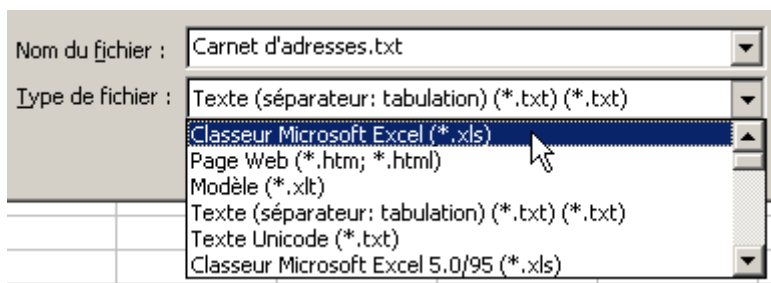 Nom du fichier : Carnet d'adresses.txt
Type de fichier : Texte (séparateur: tabulation) (*.txt) (*.txt)
Classeur Microsoft Excel (*.xls)
Page Web (*.htm; *.html)
Modèle (*.xlt)
Texte (séparateur: tabulation) (*.txt) (*.txt)
Texte Unicode (*.txt)
Classeur Microsoft Excel 5.0/95 (*.xls)